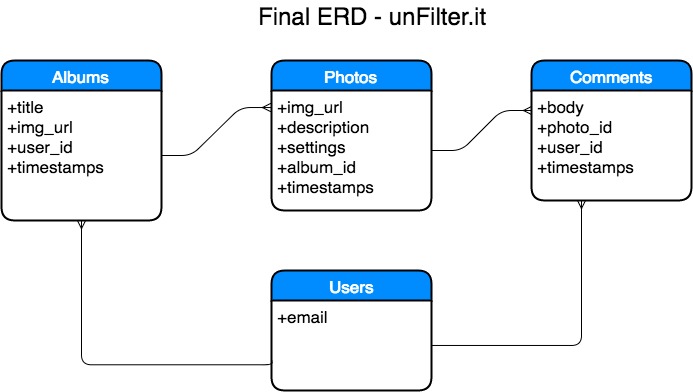 Final ERD - unFilter.it
Albums
+title
+img_url
+user_id
+timestamps
Photos
+img_url
+description
+settings
+album_id
+timestamps
Comments
+body
+photo_id
+user_id
+timestamps
Users
+email